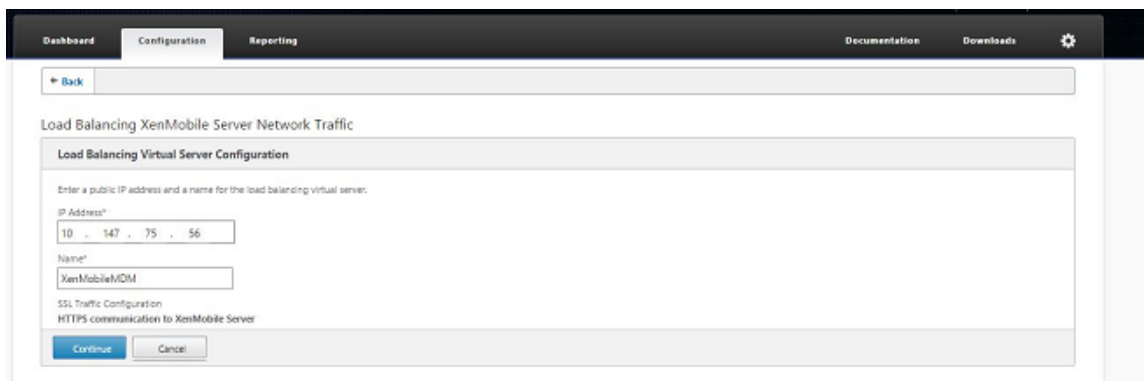 Dashboard Configuration Reporting Documentation Downloads
Back
Load Balancing XenMobile Server Network Traffic
Load Balancing Virtual Server Configuration
Enter a public IP address and a name for the load balancing virtual server.
IP Address*
10 . 147 . 75 . 56
Name*
XenMobileMDM
SSL Traffic Configuration
HTTPS communication to XenMobile Server
Continue Cancel